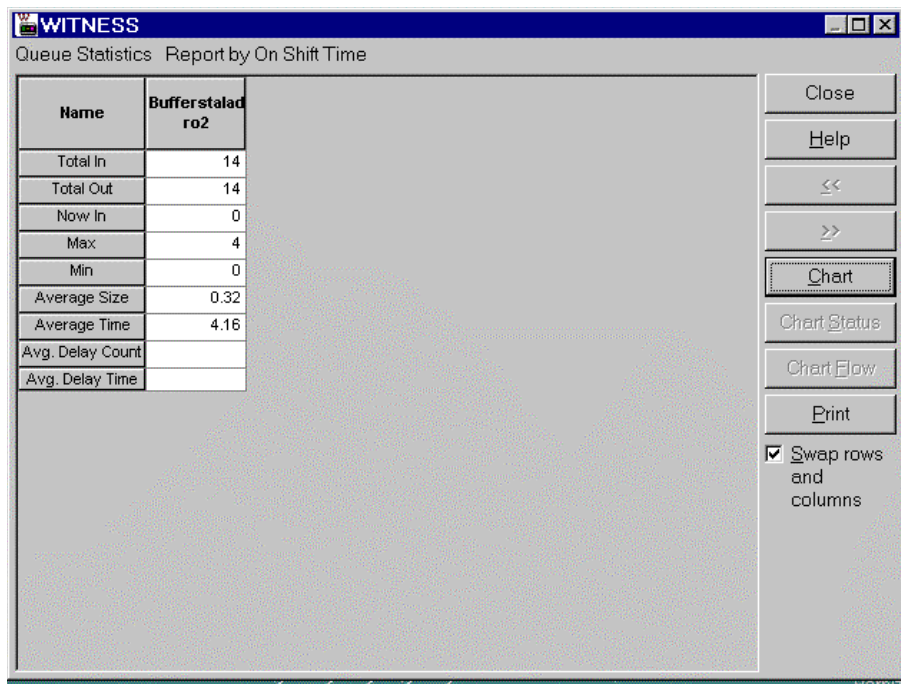 WITNESS
Queue Statistics Report by On Shift Time
Name Bufferstalad
ro2
Total In 14
Total Out 14
Now In 0
Max 4
Min 0
Average Size 0.32
Average Time 4.16
Avg. Delay Count
Avg. Delay Time
Close
Help
<<
>>
Chart
Chart Status
Chart Flow
Print
Swap rows
and
columns